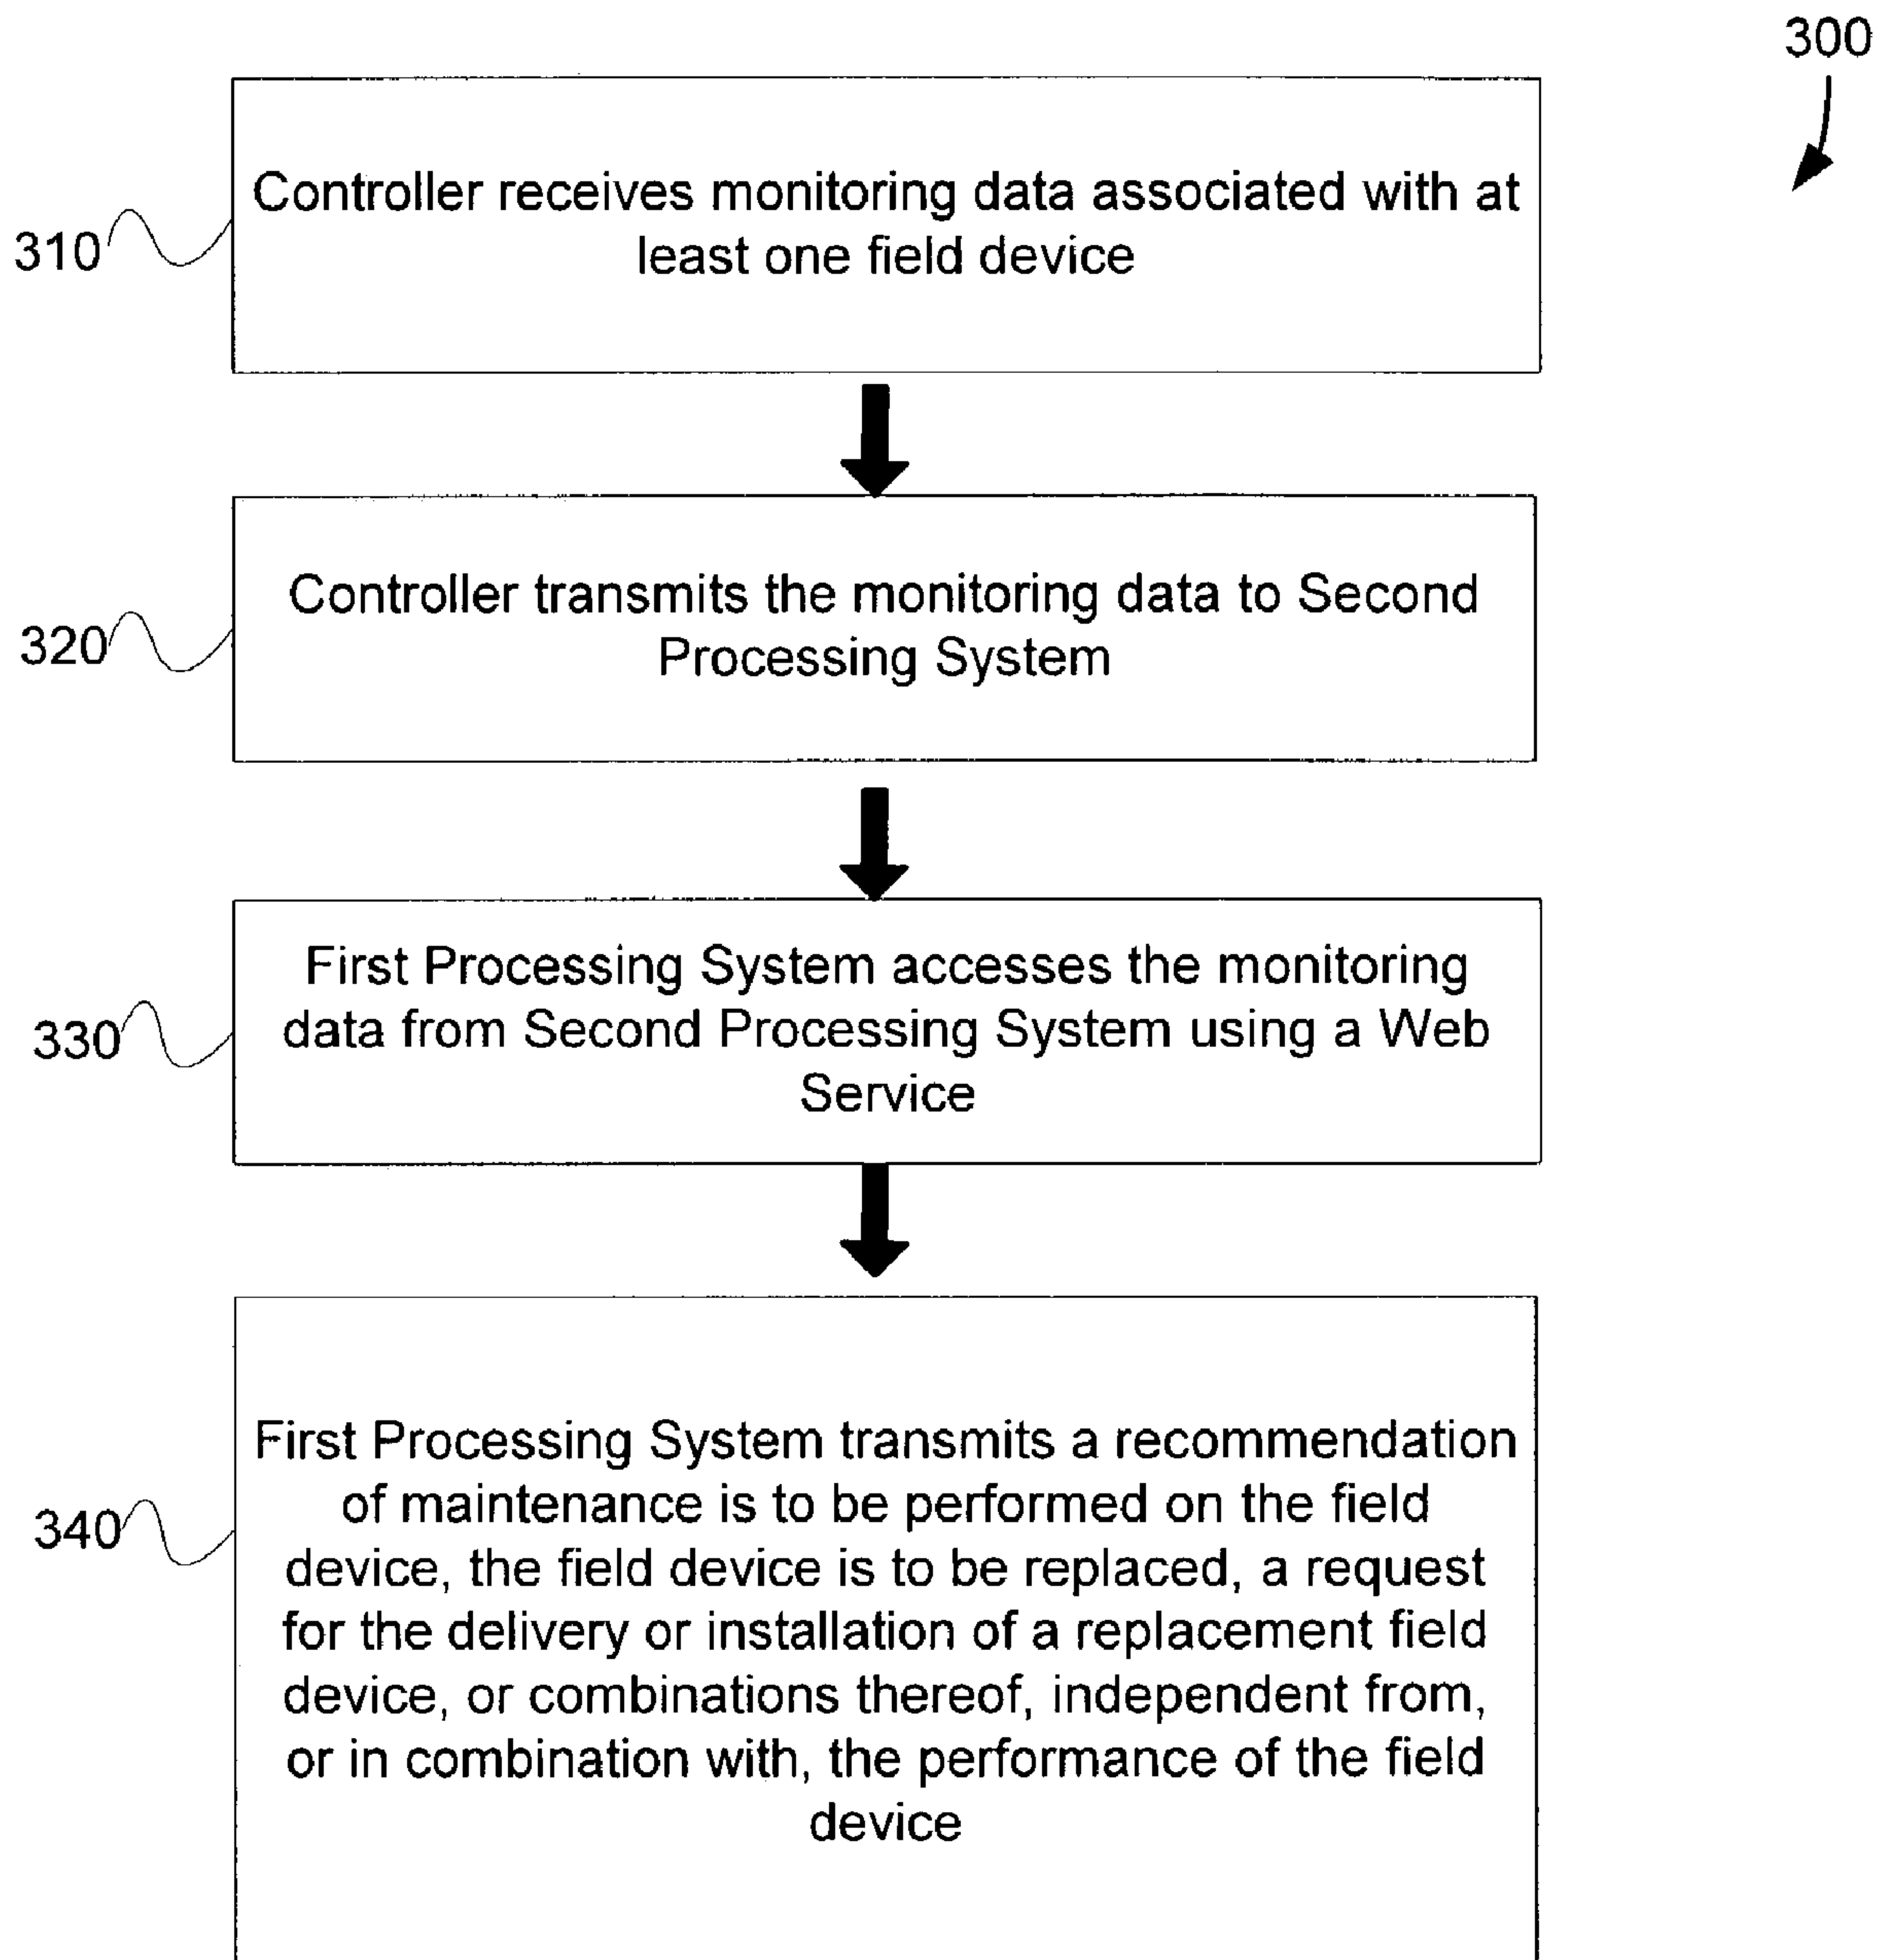 300
310
Controller receives monitoring data associated with at
least one field device
320
Controller transmits the monitoring data to Second
Processing System
330
First Processing System accesses the monitoring
data from Second Processing System using a Web
Service
340
First Processing System transmits a recommendation
of maintenance is to be performed on the field
device, the field device is to be replaced, a request
for the delivery or installation of a replacement field
device, or combinations thereof, independent from,
or in combination with, the performance of the field
device